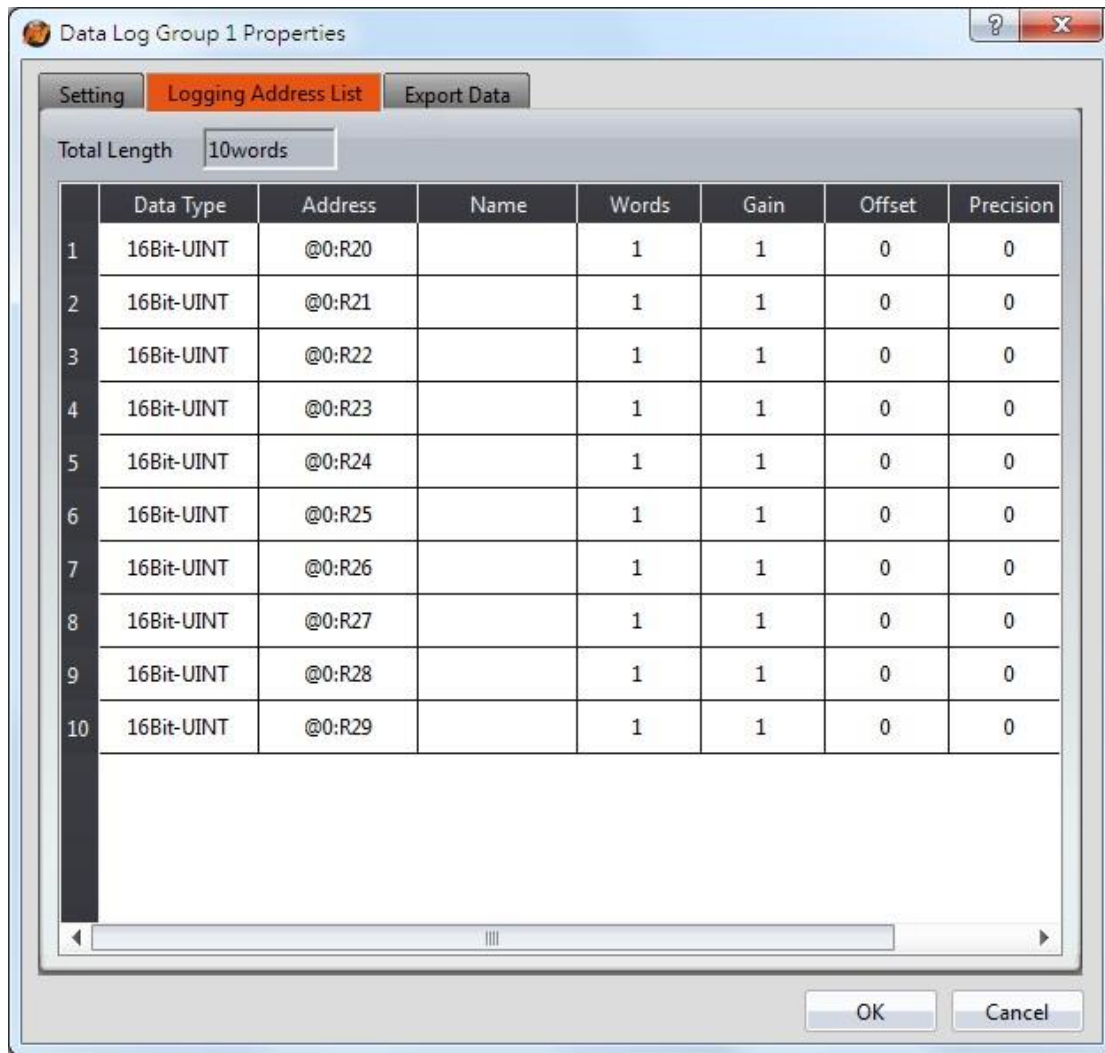 Data Log Group 1 Properties
Setting Logging Address List Export Data
Total Length 10words
Data Type Address Name Words Gain Offset Precision
1 16Bit-UINT @0:R20 1 1 0 0
2 16Bit-UINT @0:R21 1 1 0 0
3 16Bit-UINT @0:R22 1 1 0 0
4 16Bit-UINT @0:R23 1 1 0 0
5 16Bit-UINT @0:R24 1 1 0 0
6 16Bit-UINT @0:R25 1 1 0 0
7 16Bit-UINT @0:R26 1 1 0 0
8 16Bit-UINT @0:R27 1 1 0 0
9 16Bit-UINT @0:R28 1 1 0 0
10 16Bit-UINT @0:R29 1 1 0 0
OK Cancel